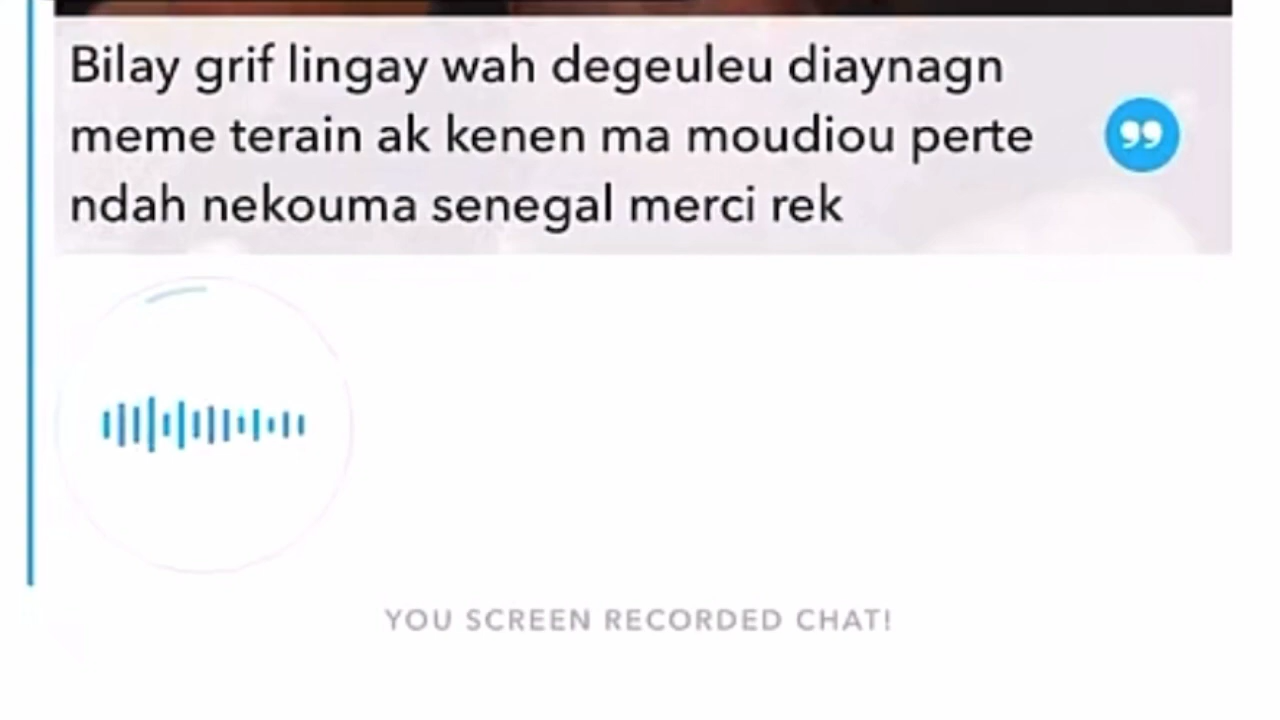 Bilay grif lingay wah degeuleu diaynagn
meme terain ak kenen ma moudiou perte
ndah nekouma senegal merci rek
YOU SCREEN RECORDED CHAT!